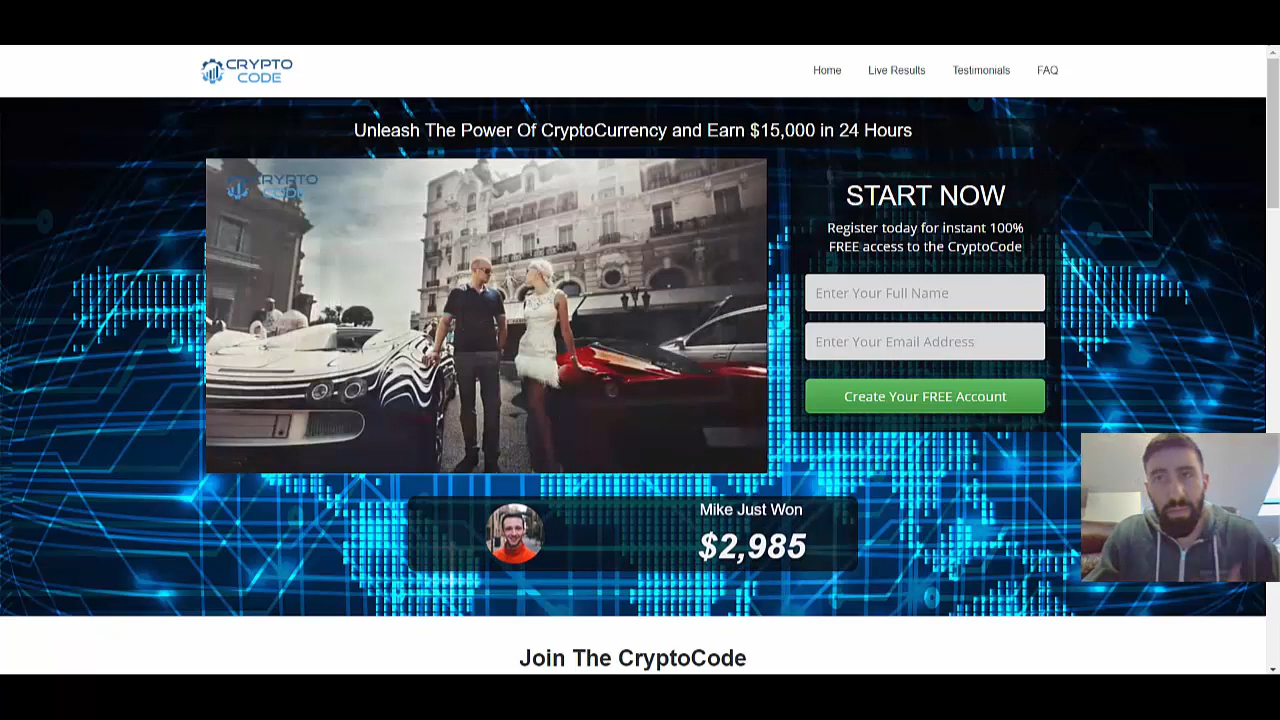 CRYPTO
CODE
Home
Live Results
Testimonials
FAQ
Unleash The Power Of CryptoCurrency and Earn $15,000 in 24 Hours
CRYPTO
CODE
START NOW
Register today for instant 100%
FREE access to the CryptoCode
Enter Your Full Name
Enter Your Email Address
Create Your FREE Account
Mike Just Won
$2,985
Join The CryptoCode